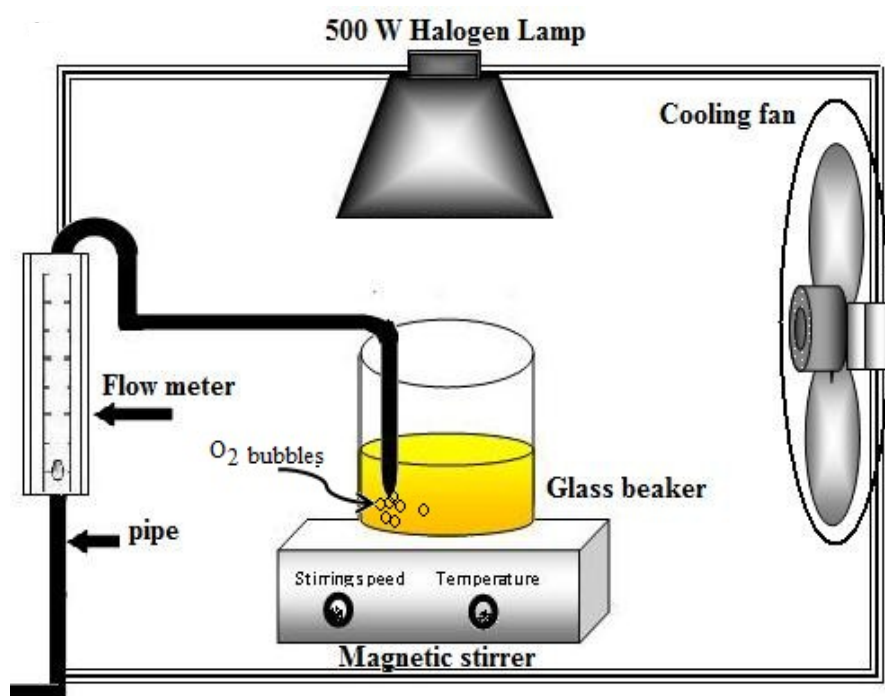 500 W Halogen Lamp
Cooling fan
Flow meter
O2 bubbles
Glass beaker
pipe
Stirring speed Temperature
Magnetic stirrer